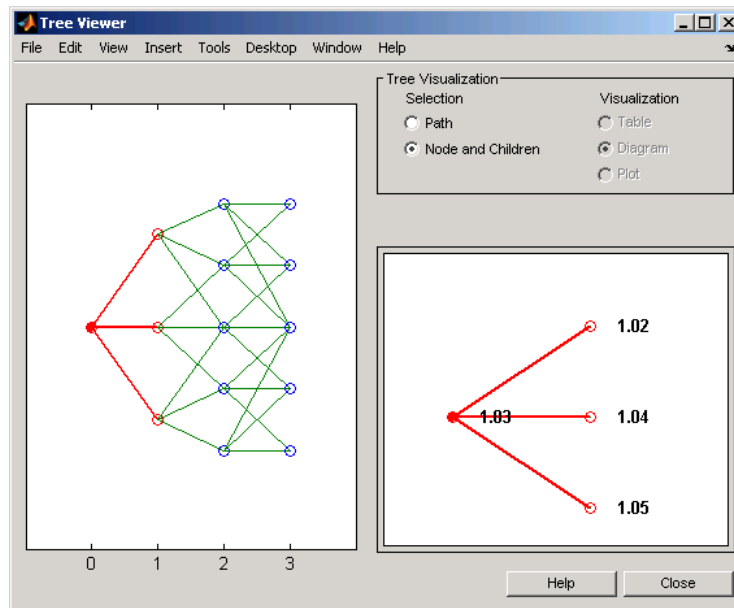 Tree Viewer
File Edit View Insert Tools Desktop Window Help
Tree Visualization
Selection Visualization
Path Table
Node and Children Diagram
Plot
1.02
1.03 1.04
1.05
0 1 2 3
Help Close